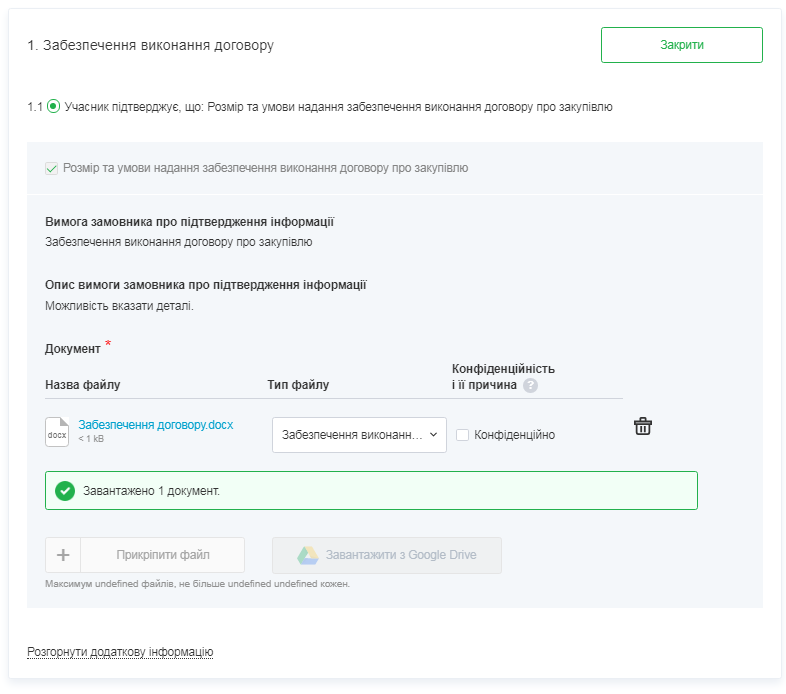 1. Забезпечення виконання договору
Закрити
1.1 Учасник підтверджує, що: Розмір та умови надання забезпечення виконання договору про закупівлю
Розмір та умови надання забезпечення виконання договору про закупівлю
Вимога замовника про підтвердження інформації
Забезпечення виконання договору про закупівлю
Опис вимоги замовника про підтвердження інформації
Можливість вказати деталі.
Документ *
Конфіденційність
Назва файлу Тип файлу і її причина ?
docx Забезпечення договору.docx
< 1 kB
Забезпечення виконанн... Конфіденційно
Завантажено 1 документ.
+ Прикріпити файл Завантажити з Google Drive
Максимум undefined файлів, не більше undefined undefined кожен.
Розгорнути додаткову інформацію